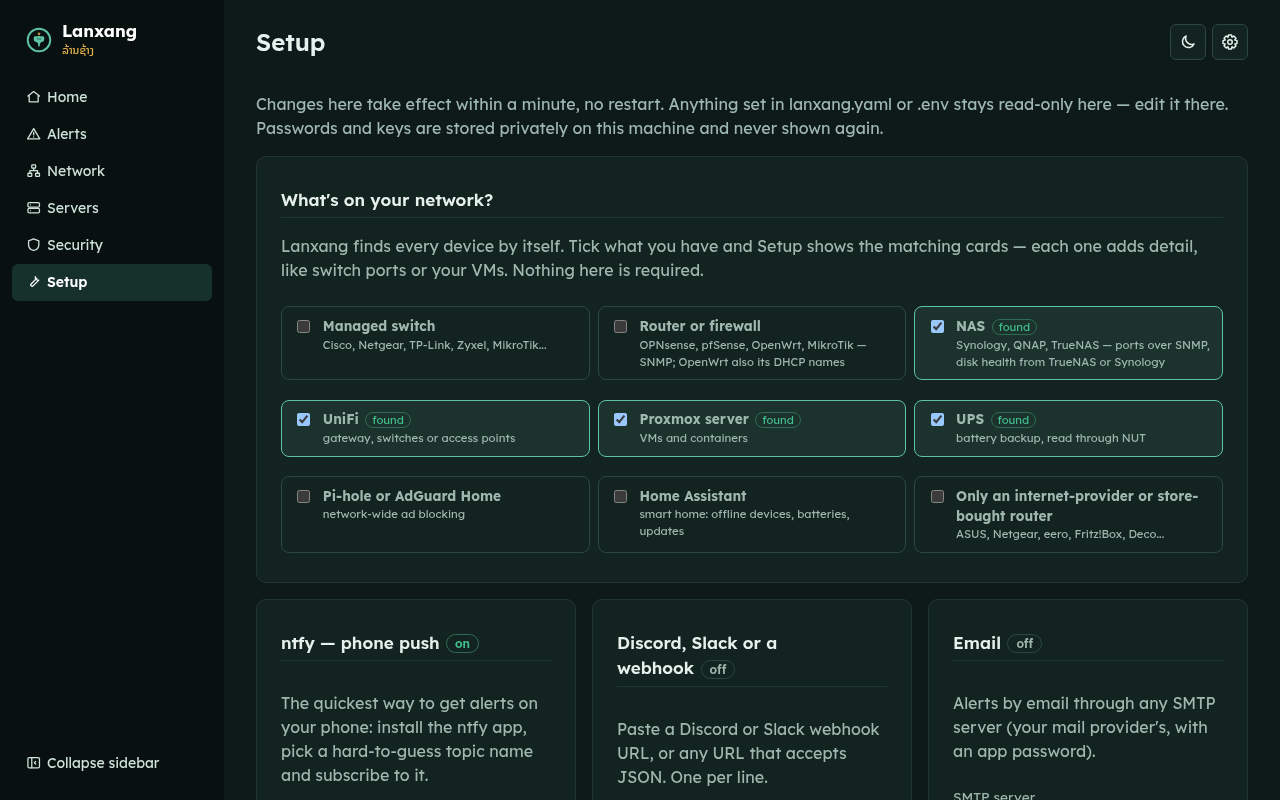 Lanxang
ລ້ານຊ້າງ
Home
Alerts
Network
Servers
Security
Setup
Collapse sidebar
Setup
Changes here take effect within a minute, no restart. Anything set in lanxang.yaml or .env stays read-only here — edit it there.
Passwords and keys are stored privately on this machine and never shown again.
What's on your network?
Lanxang finds every device by itself. Tick what you have and Setup shows the matching cards — each one adds detail,
like switch ports or your VMs. Nothing here is required.
Managed switch
Cisco, Netgear, TP-Link, Zyxel, MikroTik...
Router or firewall
OPNsense, pfSense, OpenWrt, MikroTik —
SNMP; OpenWrt also its DHCP names
NAS found
Synology, QNAP, TrueNAS — ports over SNMP,
disk health from TrueNAS or Synology
UniFi found
gateway, switches or access points
Proxmox server found
VMs and containers
UPS found
battery backup, read through NUT
Pi-hole or AdGuard Home
network-wide ad blocking
Home Assistant
smart home: offline devices, batteries,
updates
Only an internet-provider or store-
bought router
ASUS, Netgear, eero, Fritz!Box, Deco...
ntfy — phone push on
The quickest way to get alerts on
your phone: install the ntfy app,
pick a hard-to-guess topic name
and subscribe to it.
Discord, Slack or a
webhook off
Paste a Discord or Slack webhook
URL, or any URL that accepts
JSON. One per line.
Email off
Alerts by email through any SMTP
server (your mail provider's, with
an app password).
SMTP server